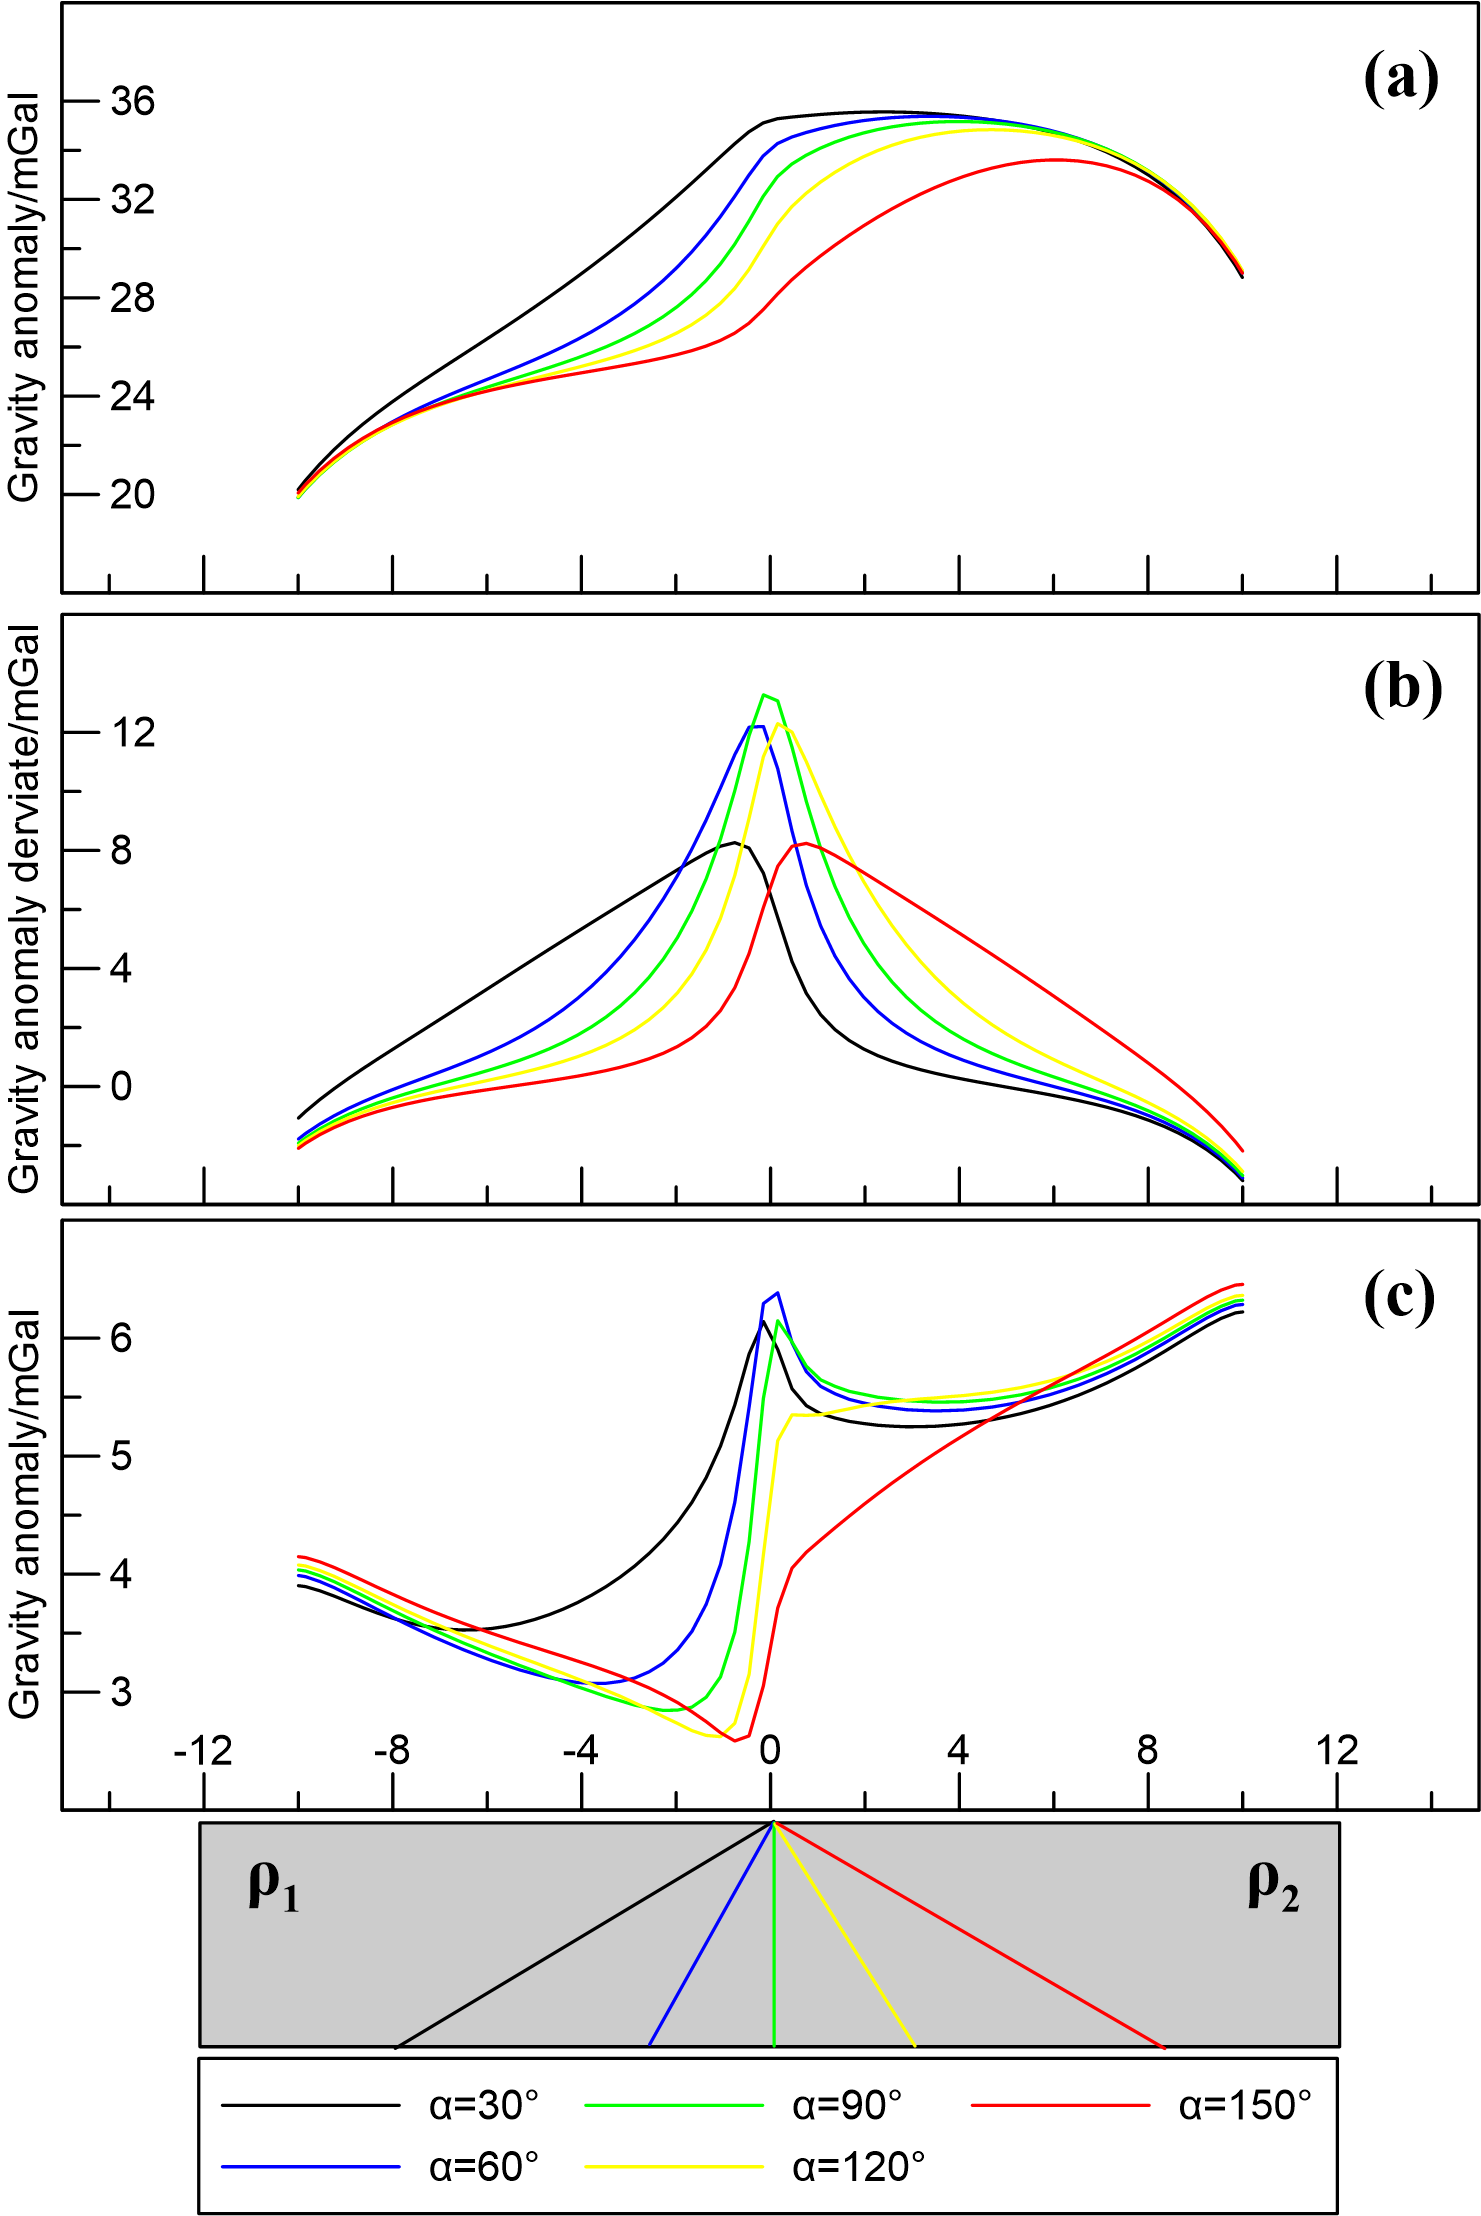 (a)
Gravity anomaly/mGal
36
32
28
24
20
(b)
Gravity anomaly derviate/mGal
12
8
4
0
(c)
Gravity anomaly/mGal
6
5
4
3
-12 -8 -4 0 4 8 12
ρ1 ρ2
α=30° α=90° α=150°
α=60° α=120°